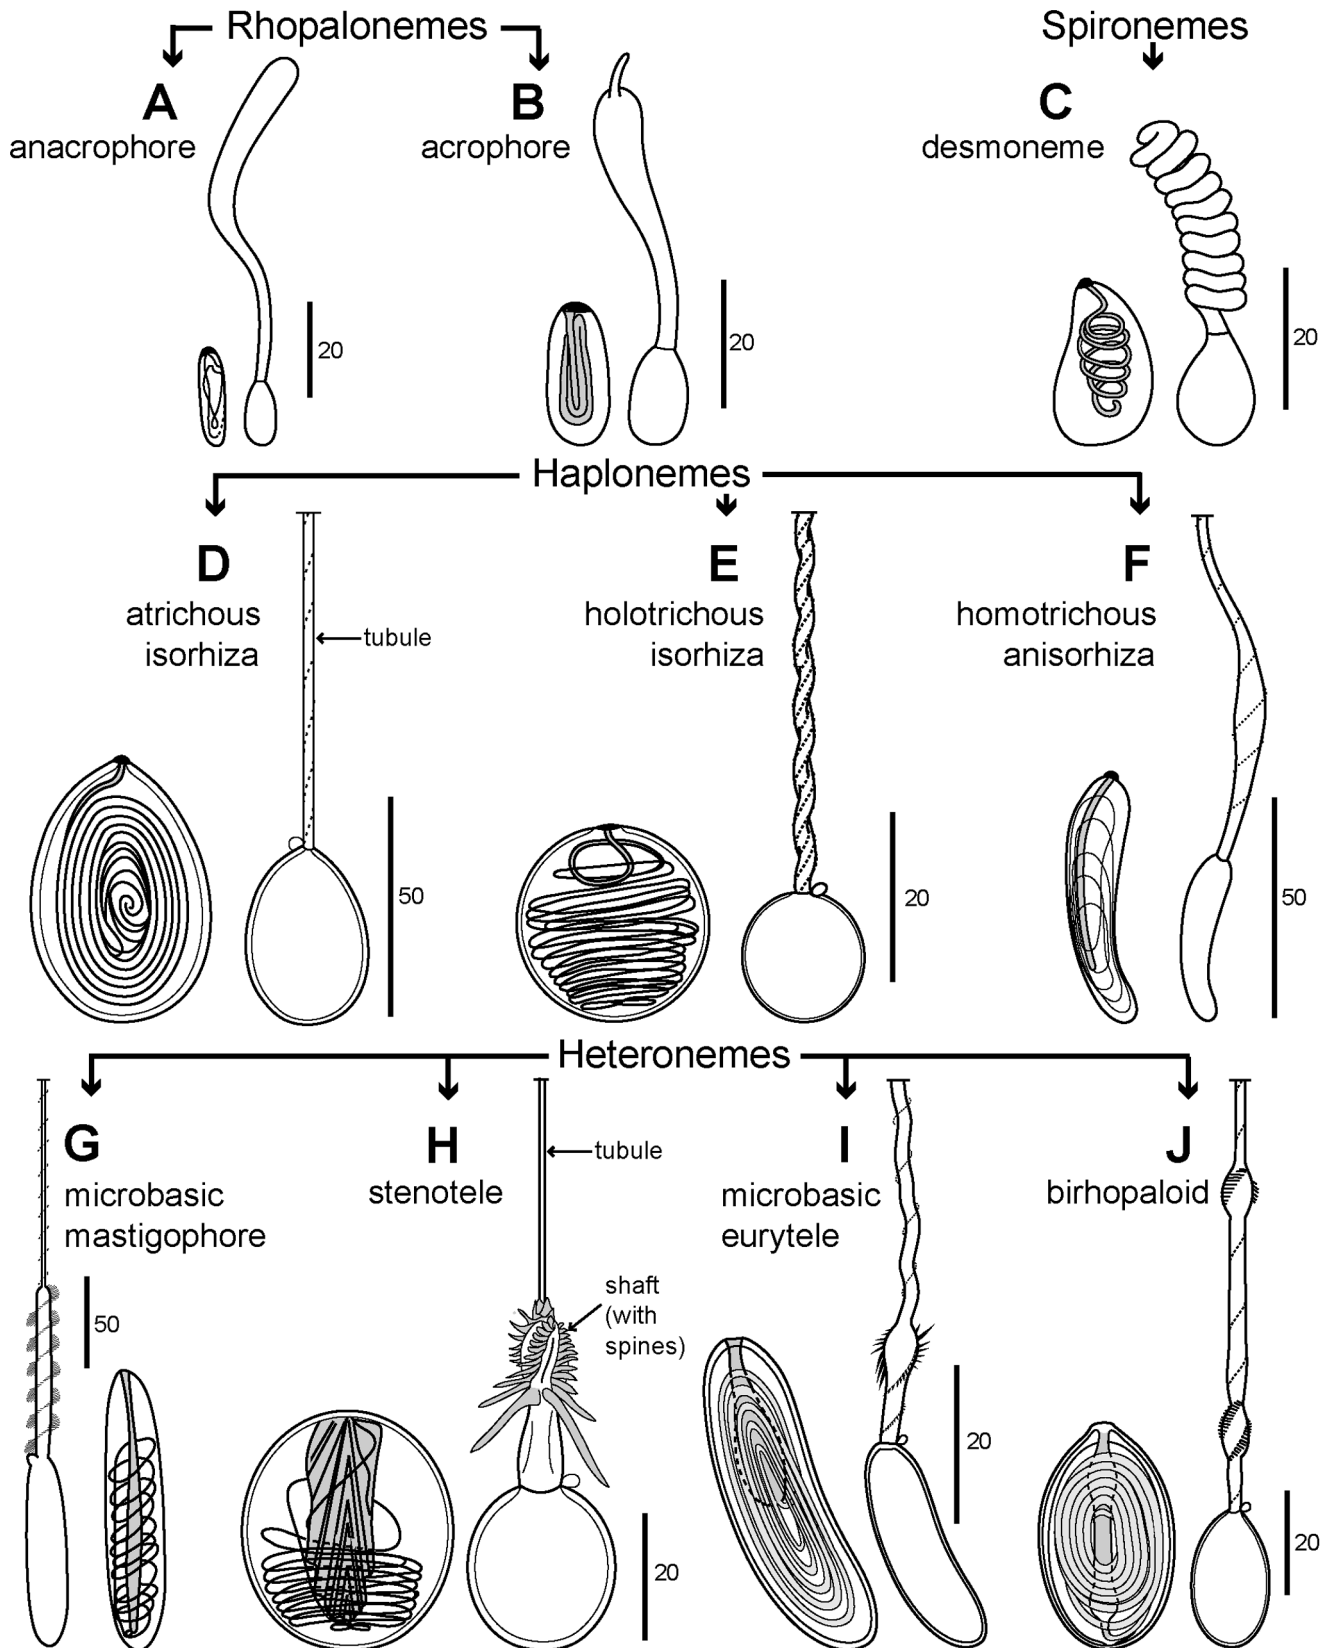 Rhopalonemes
Spironemes
A
anacrophore
B
acrophore
C
desmoneme
20
20
20
Haplonemes
D
atrichous
isorhiza
tubule
E
holotrichous
isorhiza
F
homotrichous
anisorhiza
50
20
50
Heteronemes
G
microbasic
mastigophore
50
H
stenotele
tubule
shaft
(with
spines)
20
I
microbasic
eurytele
20
J
birhopaloid
20